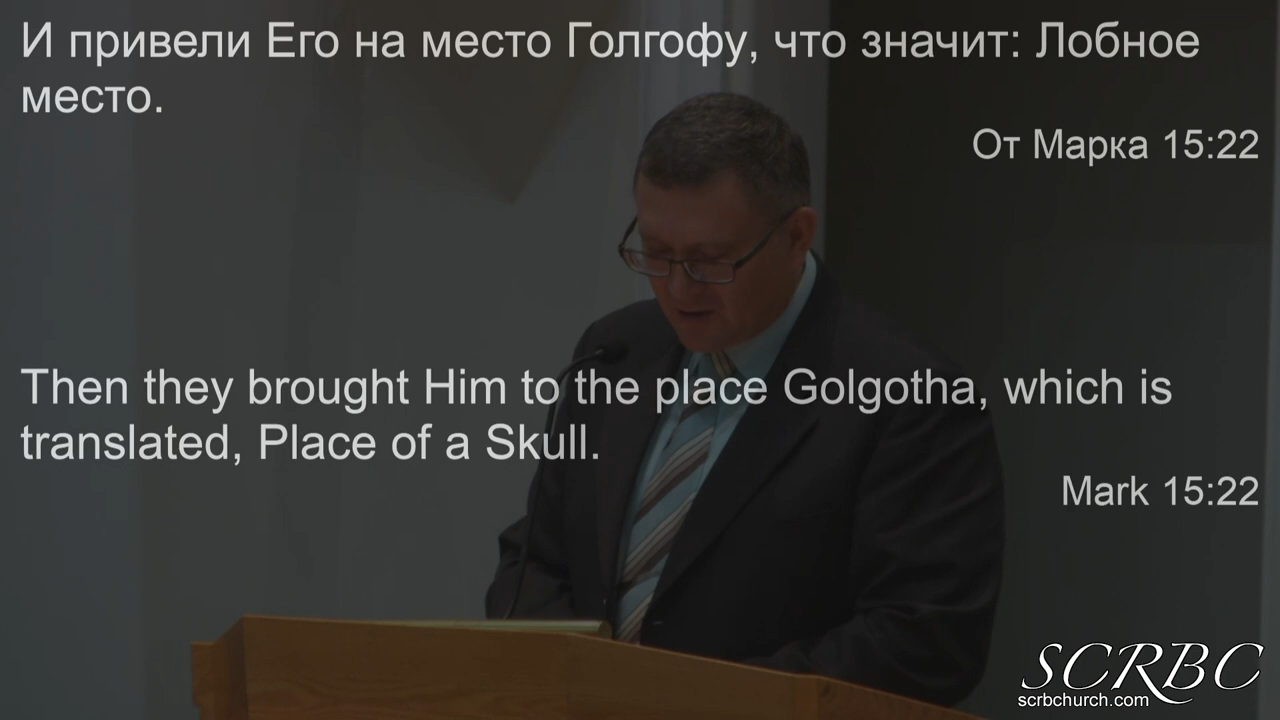 И привели Его на место Голгофу, что значит: Лобное
место.
От Марка 15:22
Then they brought Him to the place Golgotha, which is
translated, Place of a Skull.
Mark 15:22
SCRBC
scrbchurch.com